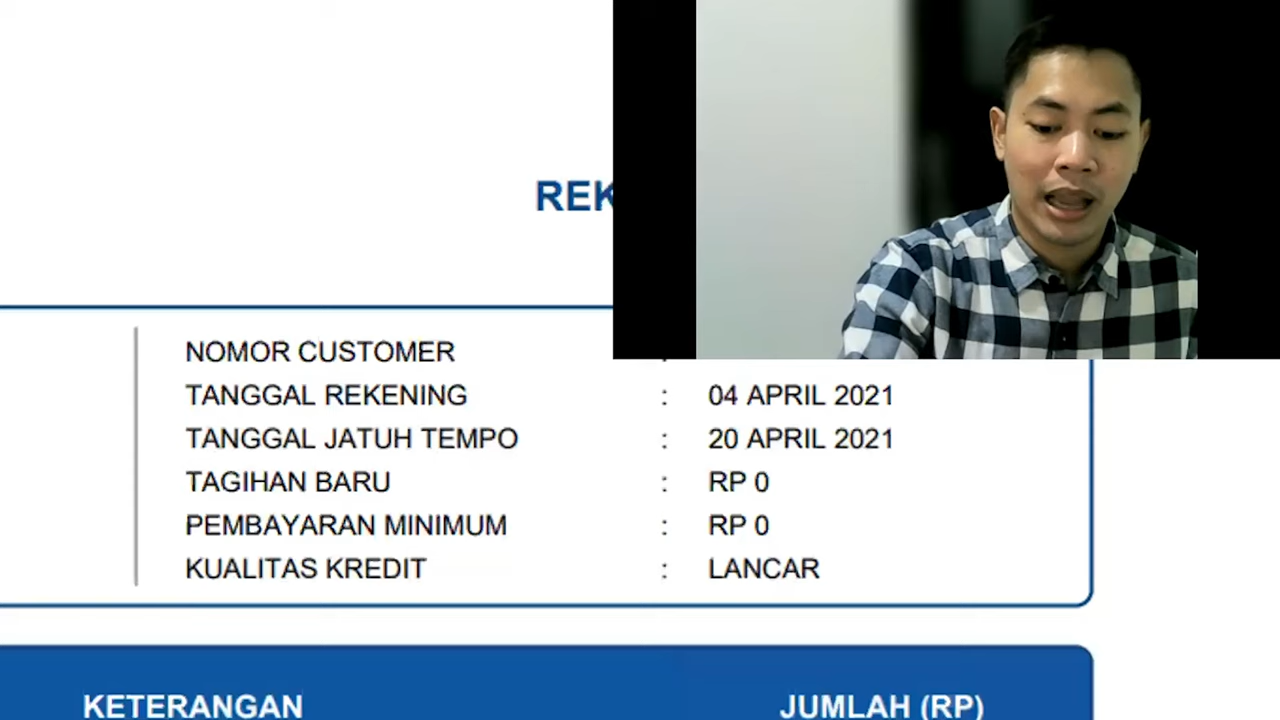 REK
NOMOR CUSTOMER
TANGGAL REKENING : 04 APRIL 2021
TANGGAL JATUH TEMPO : 20 APRIL 2021
TAGIHAN BARU : RP 0
PEMBAYARAN MINIMUM : RP 0
KUALITAS KREDIT : LANCAR
KETERANGAN JUMLAH (RP)